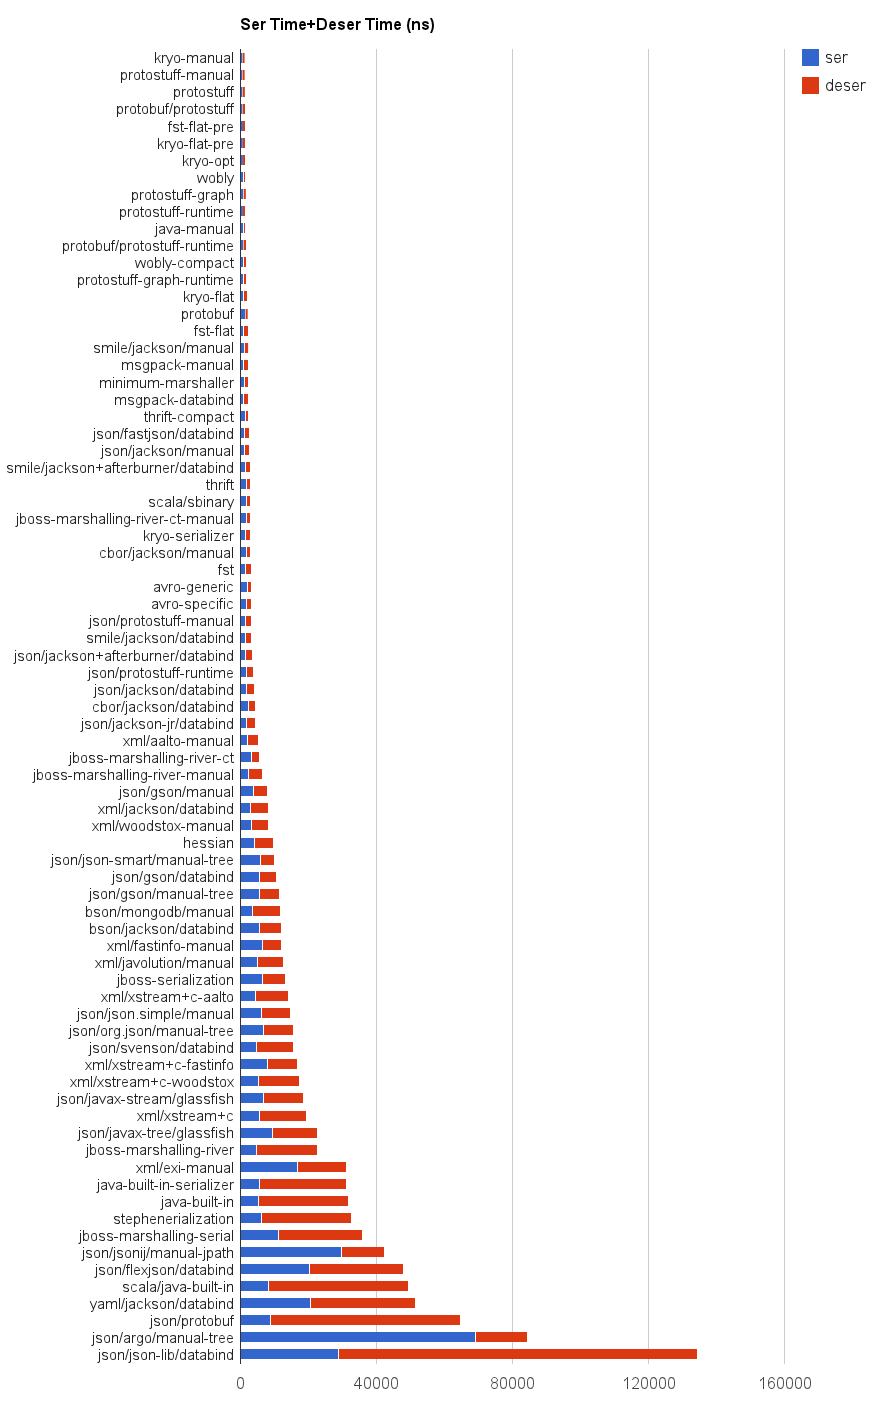 Ser Time+Deser Time (ns)
ser
deser
kryo-manual
protostuff-manual
protostuff
protobuf/protostuff
fst-flat-pre
kryo-flat-pre
kryo-opt
wobly
protostuff-graph
protostuff-runtime
java-manual
protobuf/protostuff-runtime
wobly-compact
protostuff-graph-runtime
kryo-flat
protobuf
fst-flat
smile/jackson/manual
msgpack-manual
minimum-marshaller
msgpack-databind
thrift-compact
json/fastjson/databind
json/jackson/manual
smile/jackson+afterburner/databind
thrift
scala/sbinary
jboss-marshalling-river-ct-manual
kryo-serializer
cbor/jackson/manual
fst
avro-generic
avro-specific
json/protostuff-manual
smile/jackson/databind
json/jackson+afterburner/databind
json/protostuff-runtime
json/jackson/databind
cbor/jackson/databind
json/jackson-jr/databind
xml/aalto-manual
jboss-marshalling-river-ct
jboss-marshalling-river-manual
json/gson/manual
xml/jackson/databind
xml/woodstox-manual
hessian
json/json-smart/manual-tree
json/gson/databind
json/gson/manual-tree
bson/mongodb/manual
bson/jackson/databind
xml/fastinfo-manual
xml/javolution/manual
jboss-serialization
xml/xstream+c-aalto
json/json.simple/manual
json/org.json/manual-tree
json/svenson/databind
xml/xstream+c-fastinfo
xml/xstream+c-woodstox
json/javax-stream/glassfish
xml/xstream+c
json/javax-tree/glassfish
jboss-marshalling-river
xml/exi-manual
java-built-in-serializer
java-built-in
stephenerialization
jboss-marshalling-serial
json/jsonij/manual-jpath
json/flexjson/databind
scala/java-built-in
yaml/jackson/databind
json/protobuf
json/argo/manual-tree
json/json-lib/databind
0 40000 80000 120000 160000